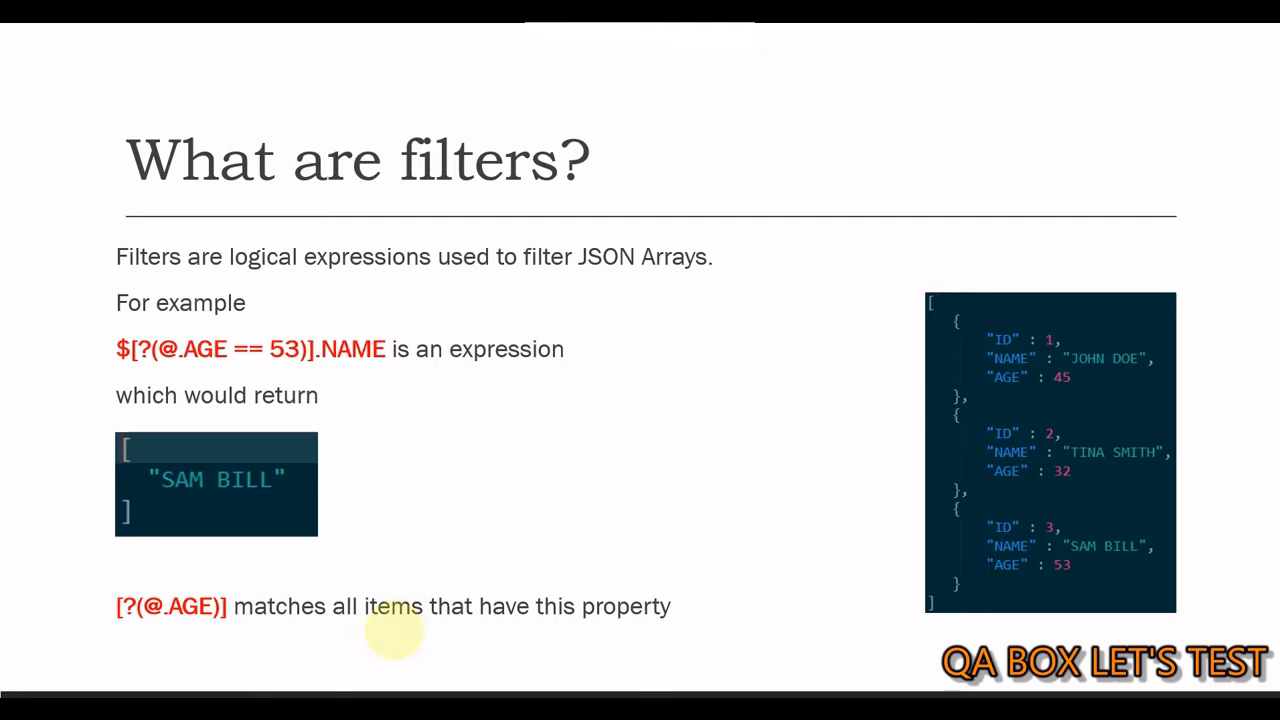 What are filters?
Filters are logical expressions used to filter JSON Arrays.
For example
$[?(@.AGE == 53)].NAME is an expression
which would return
[
"SAM BILL"
]
[?(@.AGE)] matches all items that have this property
[
{
"ID" : 1,
"NAME" : "JOHN DOE",
"AGE" : 45
},
{
"ID" : 2,
"NAME" : "TINA SMITH",
"AGE" : 32
},
{
"ID" : 3,
"NAME" : "SAM BILL",
"AGE" : 53
}
]
QA BOX LET'S TEST